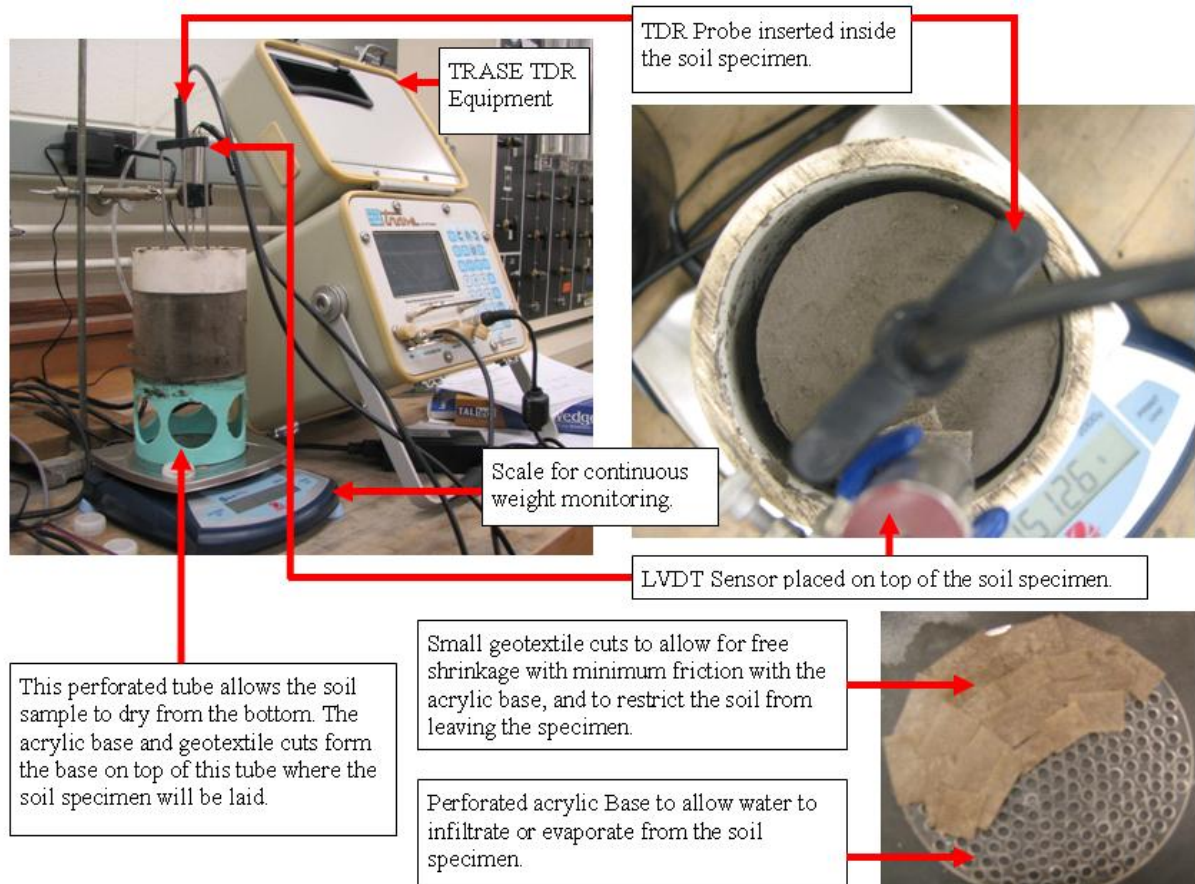 TDR Probe inserted inside
the soil specimen.
TRASE TDR
Equipment
trase
TALON
edge
Scale for continuous
weight monitoring.
LVDT Sensor placed on top of the soil specimen.
This perforated tube allows the soil
sample to dry from the bottom. The
acrylic base and geotextile cuts form
the base on top of this tube where the
soil specimen will be laid.
Small geotextile cuts to allow for free
shrinkage with minimum friction with the
acrylic base, and to restrict the soil from
leaving the specimen.
Perforated acrylic Base to allow water to
infiltrate or evaporate from the soil
specimen.